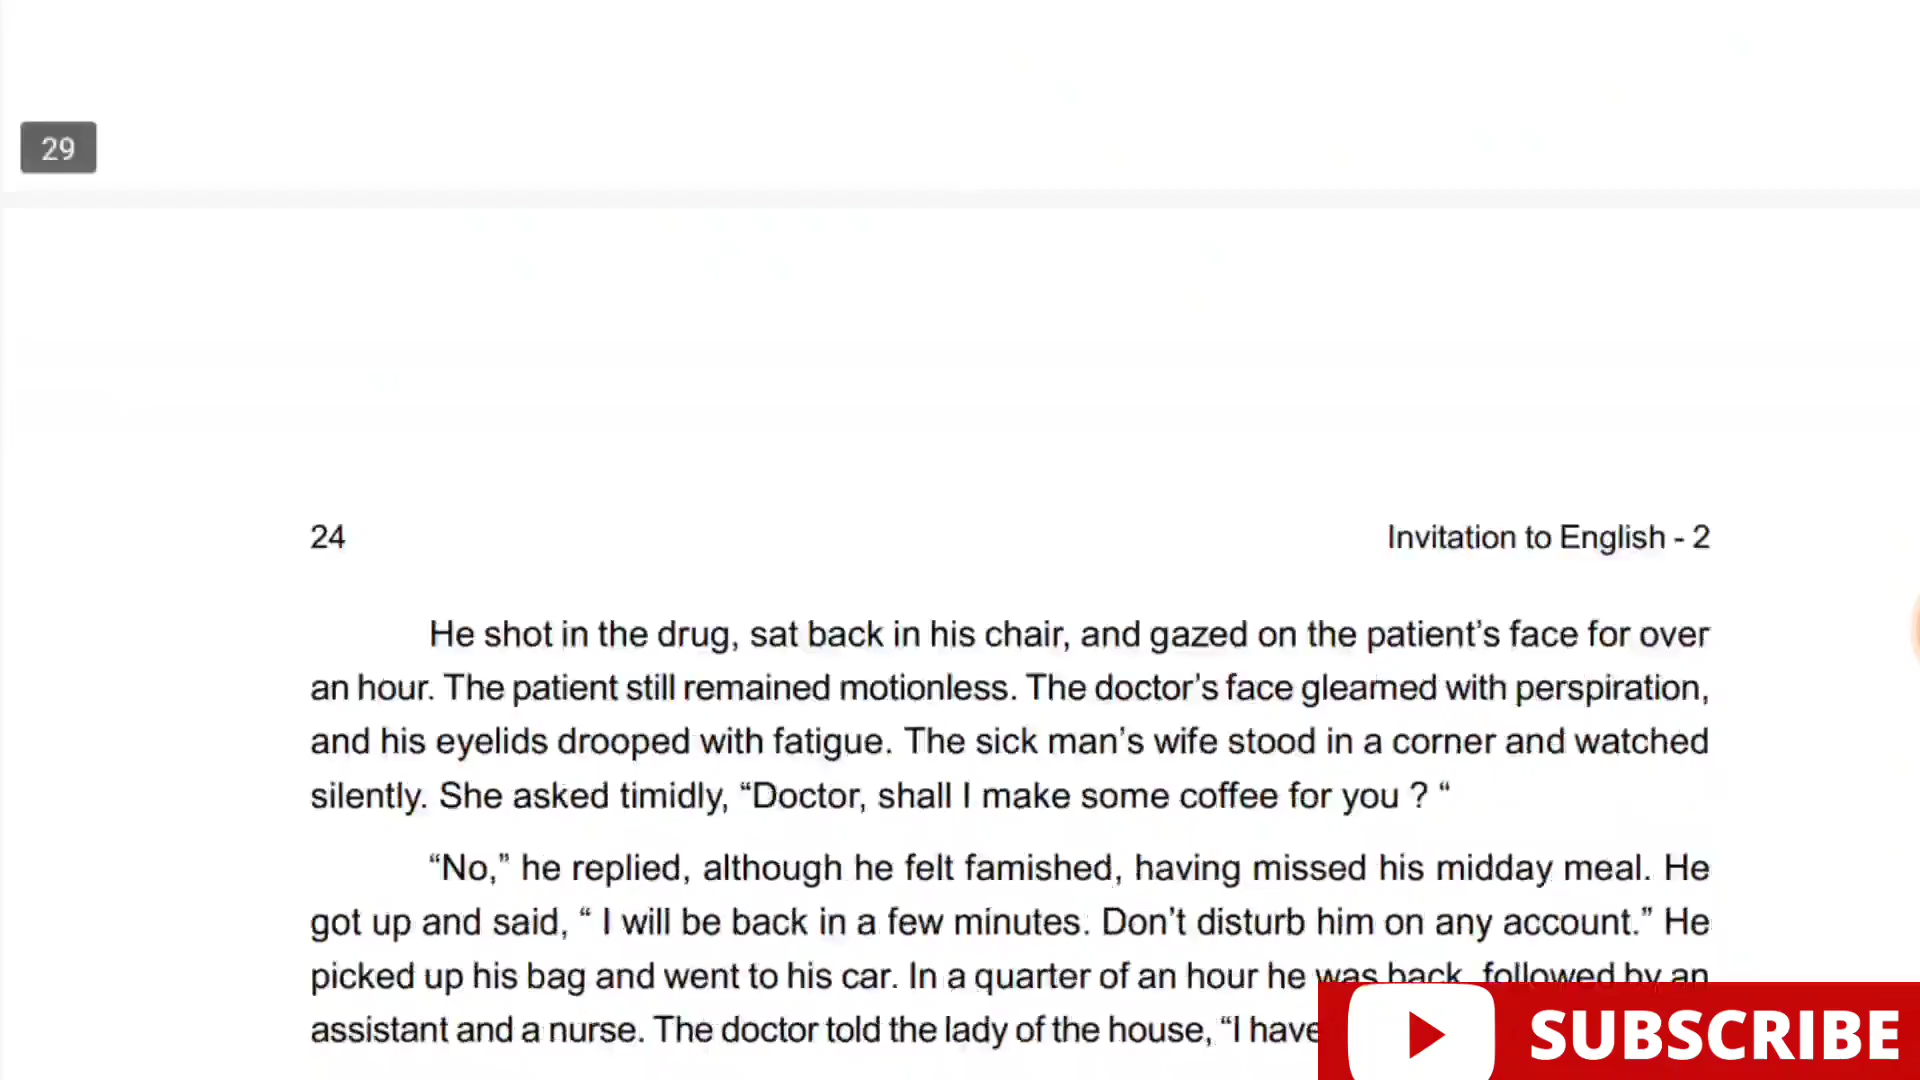 29
24 Invitation to English - 2
He shot in the drug, sat back in his chair, and gazed on the patient’s face for over
an hour. The patient still remained motionless. The doctor’s face gleamed with perspiration,
and his eyelids drooped with fatigue. The sick man’s wife stood in a corner and watched
silently. She asked timidly, “Doctor, shall I make some coffee for you ? “
“No,” he replied, although he felt famished, having missed his midday meal. He
got up and said, “ I will be back in a few minutes. Don’t disturb him on any account.” He
picked up his bag and went to his car. In a quarter of an hour he was back, followed by an
assistant and a nurse. The doctor told the lady of the house, “I have
SUBSCRIBE